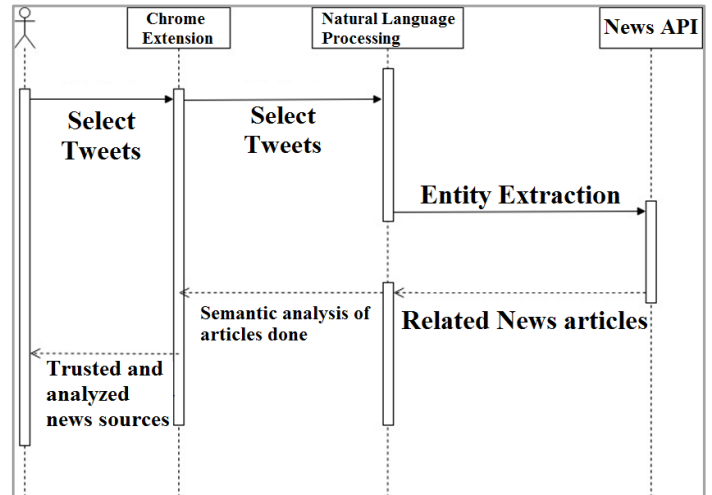 Chrome
Extension
Natural Language
Processing
News API
Select
Tweets
Select
Tweets
Entity Extraction
Semantic analysis of
articles done
Related News articles
Trusted and
analyzed
news sources